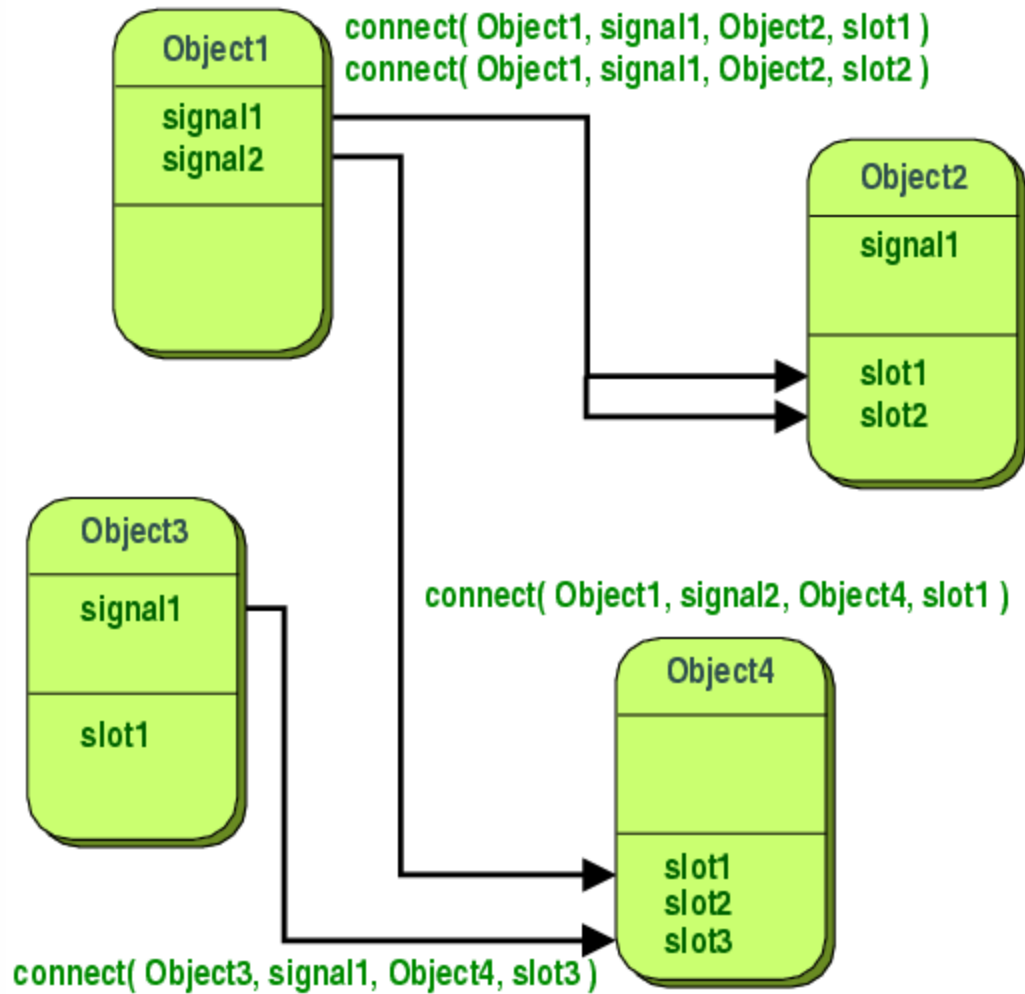 Object1
signal1
signal2
connect( Object1, signal1, Object2, slot1 )
connect( Object1, signal1, Object2, slot2 )
Object2
signal1
slot1
slot2
Object3
signal1
slot1
connect( Object1, signal2, Object4, slot1 )
Object4
slot1
slot2
slot3
connect( Object3, signal1, Object4, slot3 )